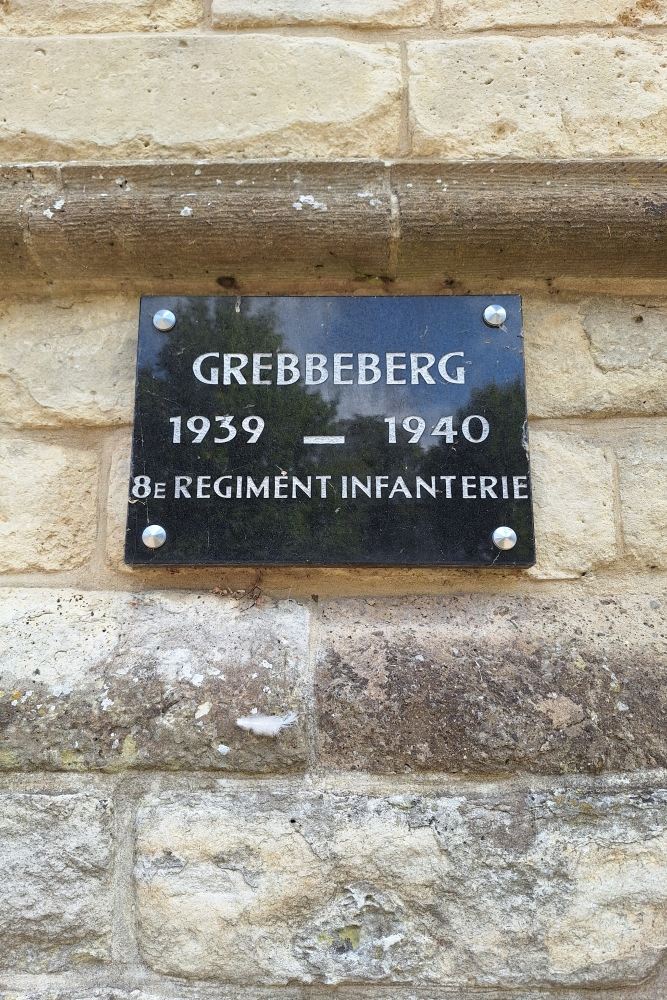 GREBBEBERG
1939 – 1940
8E REGIMENT INFANTERIE